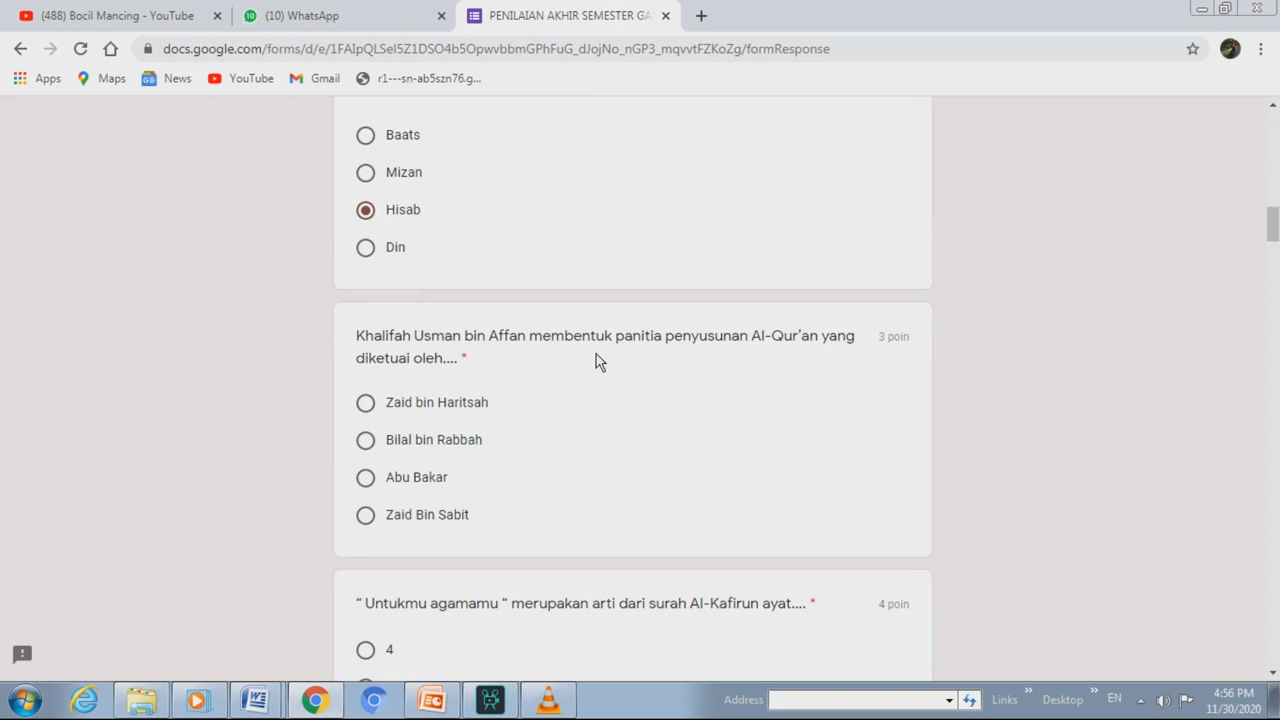 (488) Bocil Mancing - YouTube
(10) WhatsApp
PENILAIAN AKHIR SEMESTER GA
docs.google.com/forms/d/e/1FAIpQLSel5Z1DSO4b5OpwvbbmGPhFuG_dJojNo_nGP3_mqvvtFZKoZg/formResponse
Apps
Maps
News
YouTube
Gmail
r1---sn-ab5szn76.g...
Baats
Mizan
Hisab
Din
Khalifah Usman bin Affan membentuk panitia penyusunan Al-Qur’an yang
diketuai oleh.... *
3 poin
Zaid bin Haritsah
Bilal bin Rabbah
Abu Bakar
Zaid Bin Sabit
“ Untukmu agamamu “ merupakan arti dari surah Al-Kafirun ayat.... *
4 poin
4
Address
Links
Desktop
EN
4:56 PM
11/30/2020